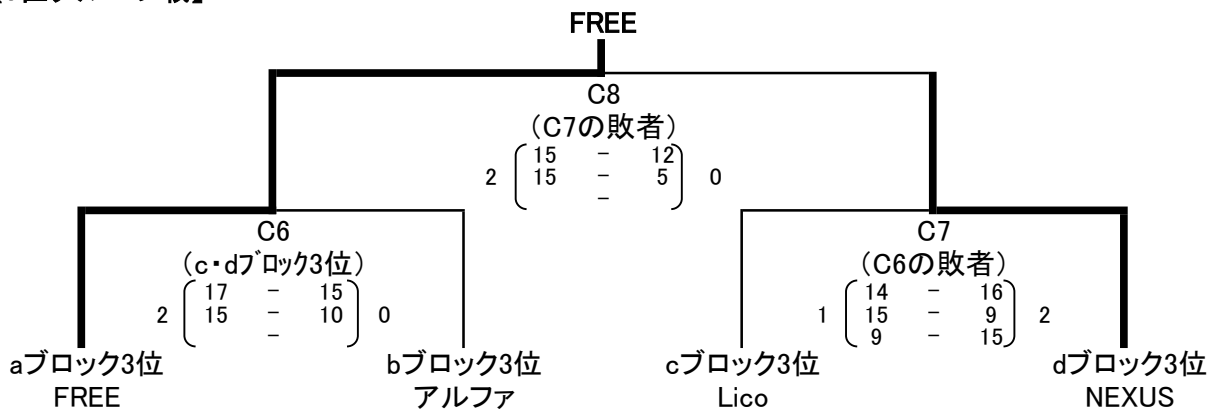 FREE
C8
(C7の敗者)
2 15 - 12 0
15 - 5
-
C6
(c・dブロック3位)
2 17 - 15 0
15 - 10
-
C7
(C6の敗者)
1 14 - 16 2
15 - 9
9 - 15
aブロック3位
FREE
bブロック3位
アルファ
cブロック3位
Lico
dブロック3位
NEXUS